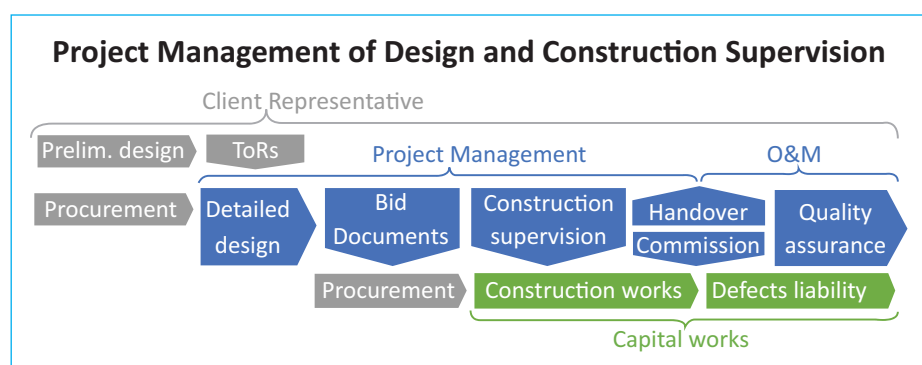 Project Management of Design and Construction Supervision
Client Representative
Prelim. design
ToRs
Project Management
O&M
Procurement
Detailed
design
Bid
Documents
Construction
supervision
Handover
Commission
Quality
assurance
Procurement
Construction works
Defects liability
Capital works